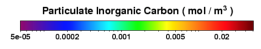 Particulate Inorganic Carbon ( mol / m³ )
5e-05 0.0002 0.001 0.005 0.02